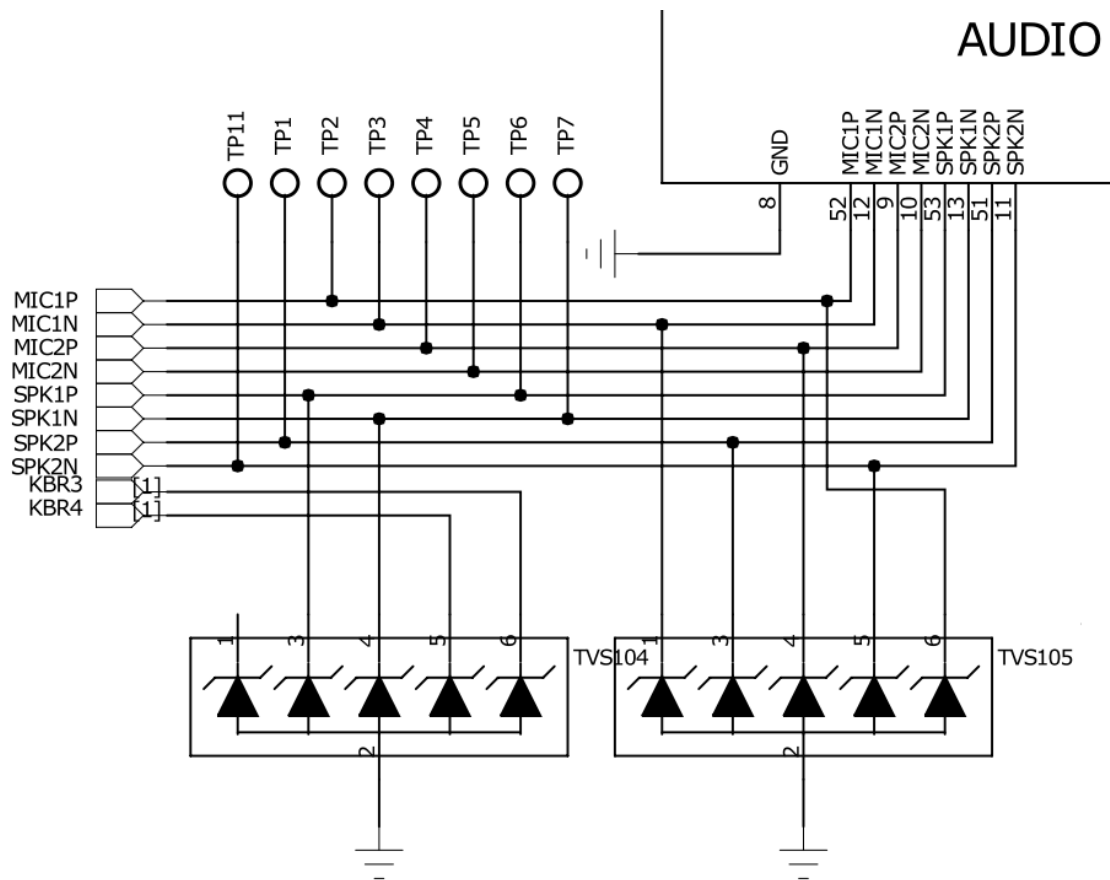 AUDIO
TP11
TP1
TP2
TP3
TP4
TP5
TP6
TP7
GND
MIC1P
MIC1N
MIC2P
MIC2N
SPK1P
SPK1N
SPK2P
SPK2N
8
52
12
9
10
53
13
51
11
MIC1P
MIC1N
MIC2P
MIC2N
SPK1P
SPK1N
SPK2P
SPK2N
KBR3 [1]
KBR4 [1]
1 3 4 5 6
TVS104
2
1 3 4 5 6
TVS105
2